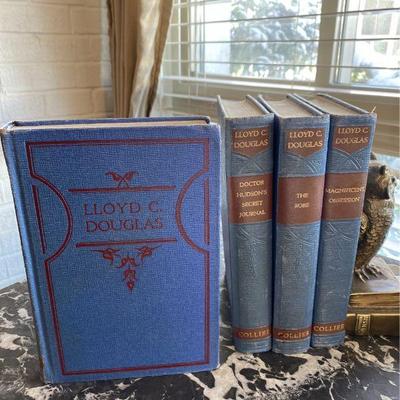 LLOYD C.
DOUGLAS
LLOYD C.
DOUGLAS
DOCTOR
HUDSON'S
SECRET
JOURNAL
COLLIER
LLOYD C.
DOUGLAS
THE
ROBE
COLLIER
LLOYD C.
DOUGLAS
MAGNIFICENT
OBSESSION
COLLIER